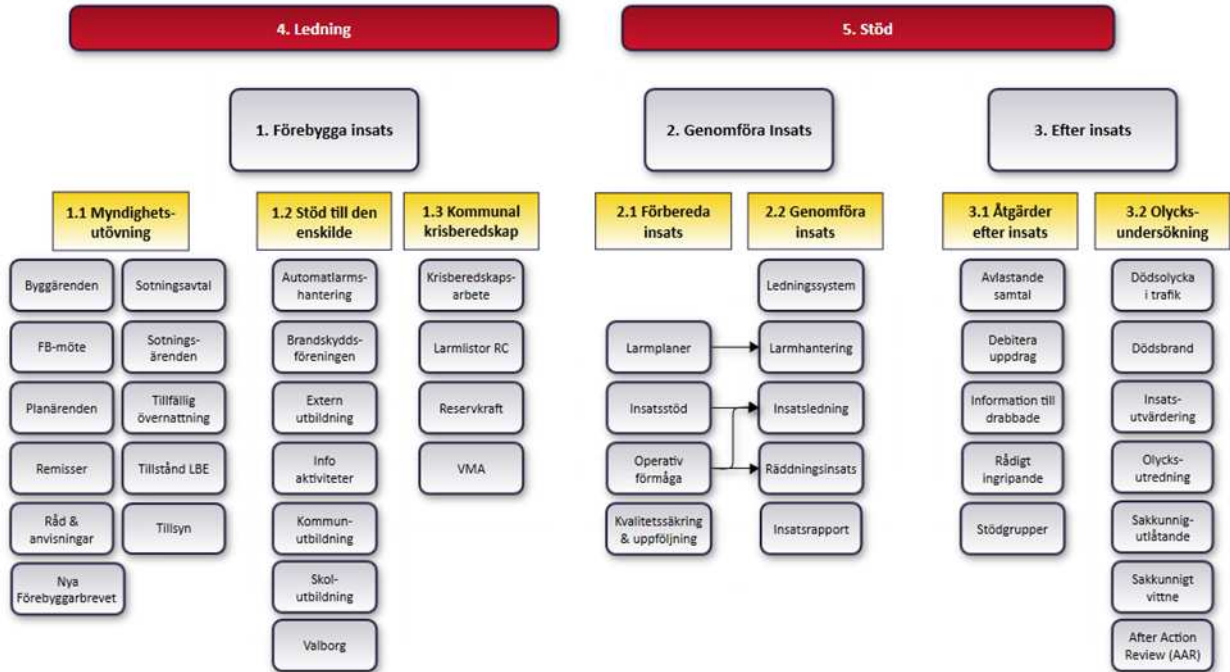 4. Ledning
5. Stöd
1. Förebygga insats
2. Genomföra Insats
3. Efter insats
1.1 Myndighets-
utövning
1.2 Stöd till den
enskilde
1.3 Kommunal
krisberedskap
2.1 Förbereda
insats
2.2 Genomföra
insats
3.1 Åtgärder
efter insats
3.2 Olycks-
undersökning
Byggärenden
FB-möte
Planärenden
Remisser
Råd &
anvisningar
Nya
Förebyggarbrevet
Sotningsavtal
Sotnings-
ärenden
Tillfällig
övernattning
Tillstånd LBE
Tillsyn
Automatlarms-
hantering
Brandskydds-
föreningen
Extern
utbildning
Info
aktiviteter
Kommun-
utbildning
Skol-
utbildning
Valborg
Krisberedskaps-
arbete
Larmlistor RC
Reservkraft
VMA
Larmplaner
Insatsstöd
Operativ
förmåga
Kvalitetssäkring
& uppföljning
Ledningssystem
Larmhantering
Insatsledning
Räddningsinsats
Insatsrapport
Avlastande
samtal
Debitera
uppdrag
Information till
drabbade
Rådigt
ingripande
Stödgrupper
Dödsolycka
i trafik
Dödsbrand
Insats-
utvärdering
Olycks-
utredning
Sakkunnig-
utlåtande
Sakkunnigt
vittne
After Action
Review (AAR)